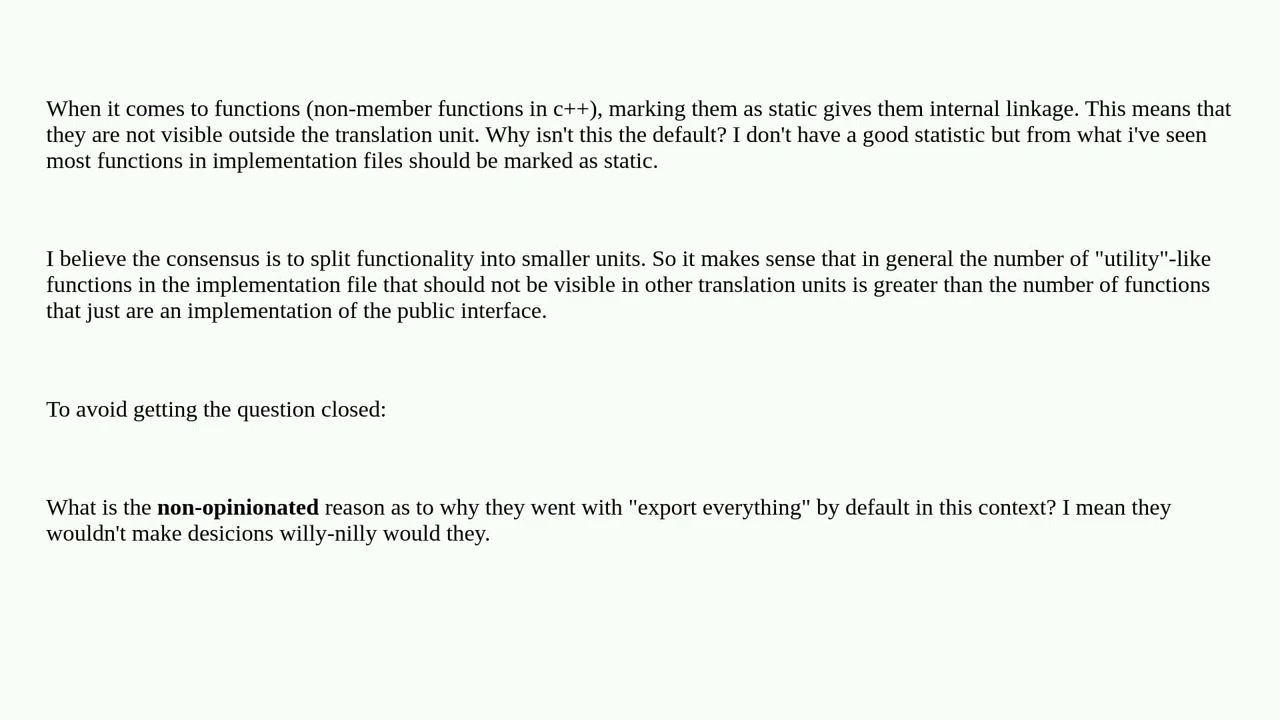 When it comes to functions (non-member functions in c++), marking them as static gives them internal linkage. This means that
they are not visible outside the translation unit. Why isn't this the default? I don't have a good statistic but from what i've seen
most functions in implementation files should be marked as static.
I believe the consensus is to split functionality into smaller units. So it makes sense that in general the number of "utility"-like
functions in the implementation file that should not be visible in other translation units is greater than the number of functions
that just are an implementation of the public interface.
To avoid getting the question closed:
What is the non-opinionated reason as to why they went with "export everything" by default in this context? I mean they
wouldn't make desicions willy-nilly would they.